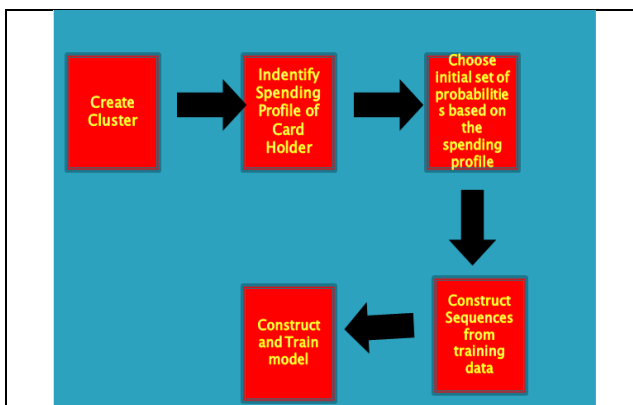 Create
Cluster
Indentify
Spending
Profile of
Card
Holder
Choose
initial set of
probabilitie
s based on
the
spending
profile
Construct
Sequences
from
training
data
Construct
and Train
model